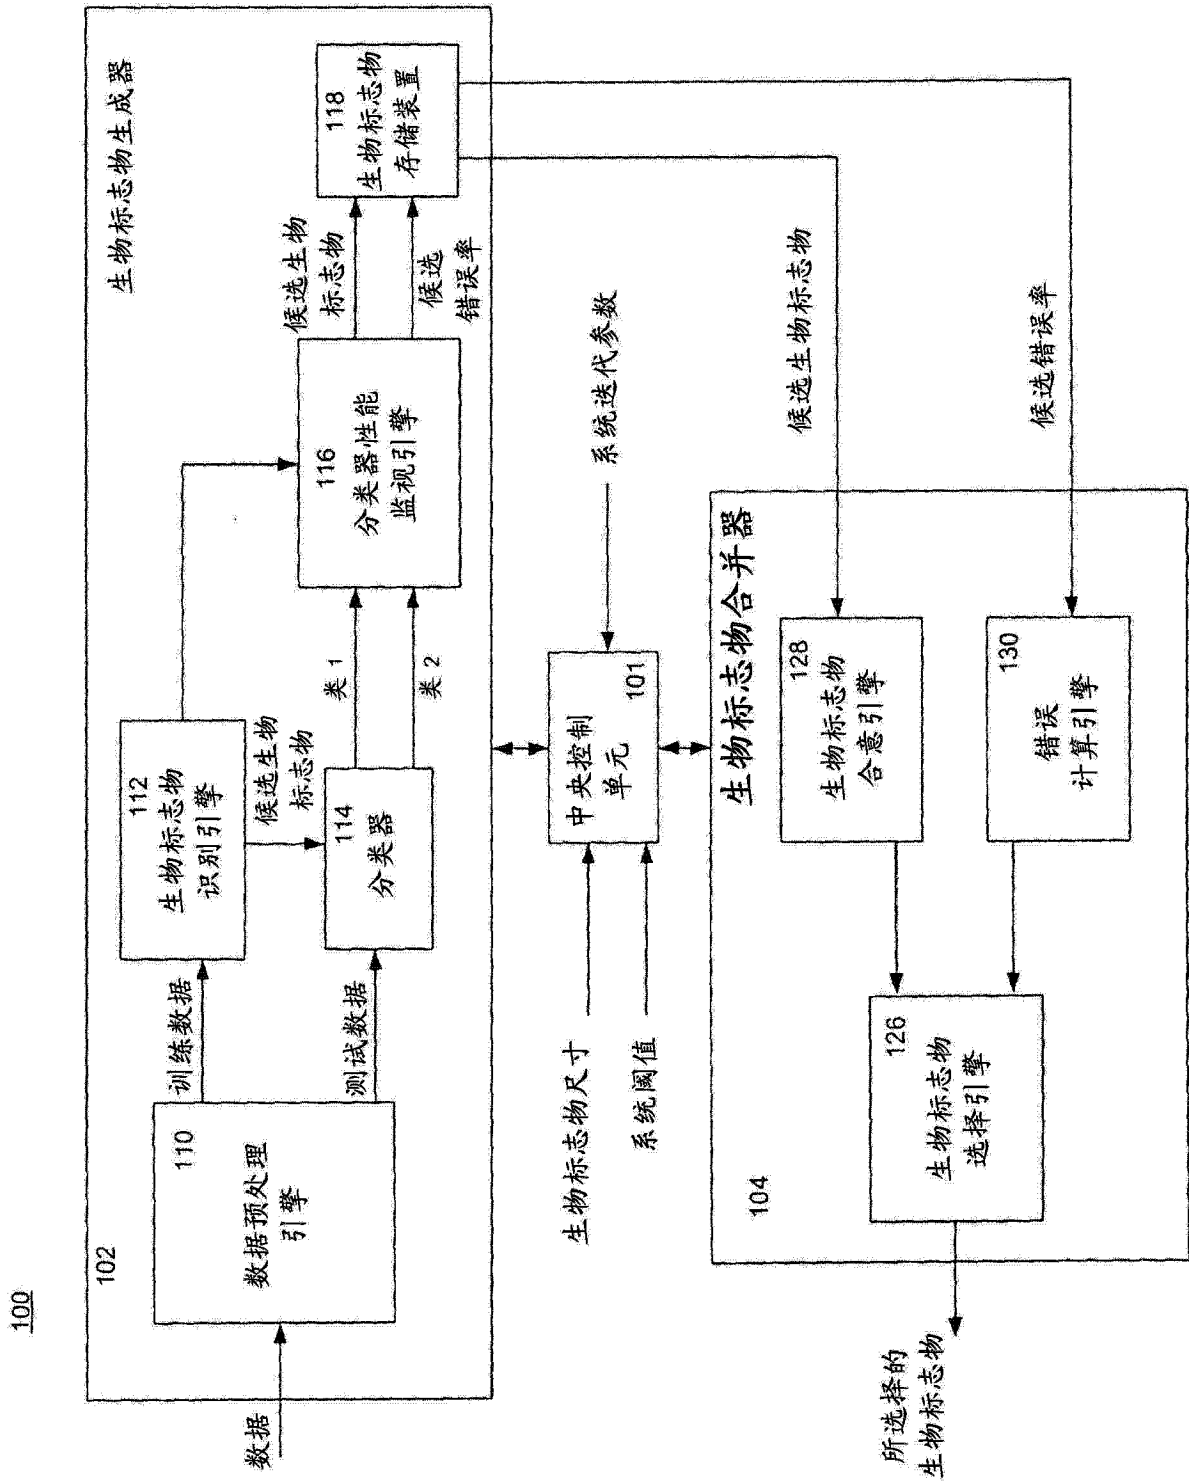 100
102
生物标志物生成器
数据
110
数据预处理
引擎
训练数据
测试数据
112
生物标志物
识别引擎
候选生物
标志物
114
分类器
类 1
类 2
116
分类器性能
监视引擎
候选生物
标志物
候选
错误率
118
生物标志物
存储装置
生物标志物尺寸
系统阈值
中央控制
单元
101
系统迭代参数
候选生物标志物
候选错误率
104
生物标志物合并器
128
生物标志物
合意引擎
130
错误
计算引擎
126
生物标志物
选择引擎
所选择的
生物标志物